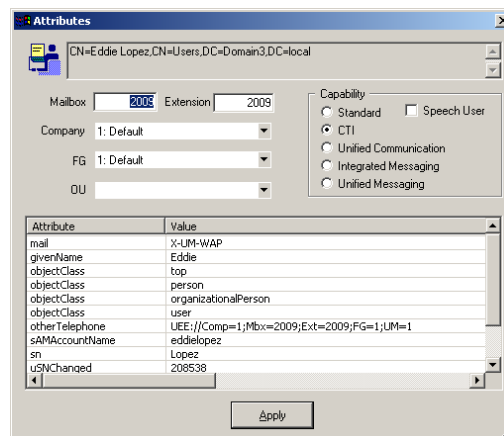 Attributes
CN=Eddie Lopez,CN=Users,DC=Domain3,DC=local
Mailbox 2009 Extension 2009
Company 1: Default
FG 1: Default
OU
Capability
Standard Speech User
CTI
Unified Communication
Integrated Messaging
Unified Messaging
Attribute Value
mail X-UM-WAP
givenName Eddie
objectClass top
objectClass person
objectClass organizationalPerson
objectClass user
otherTelephone UEE://Comp=1;Mbx=2009;Ext=2009;FG=1;UM=1
sAMAccountName eddielopez
sn Lopez
uSNChanged 208538
Apply